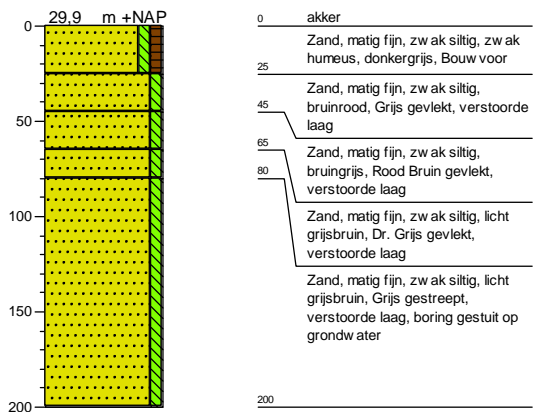 29,9 m +NAP
0
50
100
150
200
0 akker
Zand, matig fijn, zwak siltig, zwak
humeus, donkergrijs, Bouwvoor
25
Zand, matig fijn, zwak siltig,
bruinrood, Grijs gevlekt, verstoorde
laag
45
Zand, matig fijn, zwak siltig,
bruingrijs, Rood Bruin gevlekt,
verstoorde laag
65
Zand, matig fijn, zwak siltig, licht
grijsbruin, Dr. Grijs gevlekt,
verstoorde laag
80
Zand, matig fijn, zwak siltig, licht
grijsbruin, Grijs gestreept,
verstoorde laag, boring gestuit op
grondwater
200